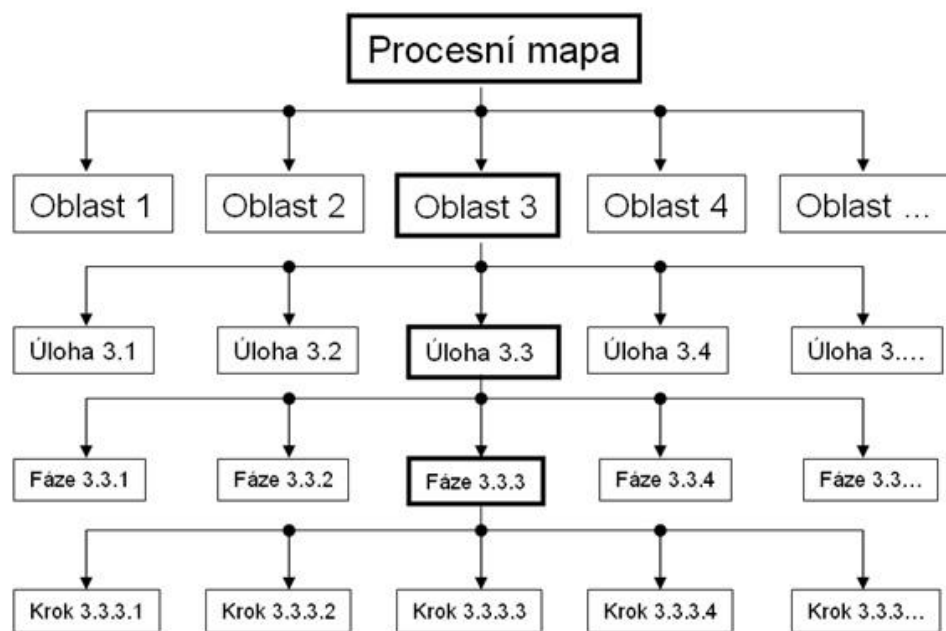 Procesní mapa
Oblast 1
Oblast 2
Oblast 3
Oblast 4
Oblast ...
Úloha 3.1
Úloha 3.2
Úloha 3.3
Úloha 3.4
Úloha 3.…
Fáze 3.3.1
Fáze 3.3.2
Fáze 3.3.3
Fáze 3.3.4
Fáze 3.3…
Krok 3.3.3.1
Krok 3.3.3.2
Krok 3.3.3.3
Krok 3.3.3.4
Krok 3.3.3…